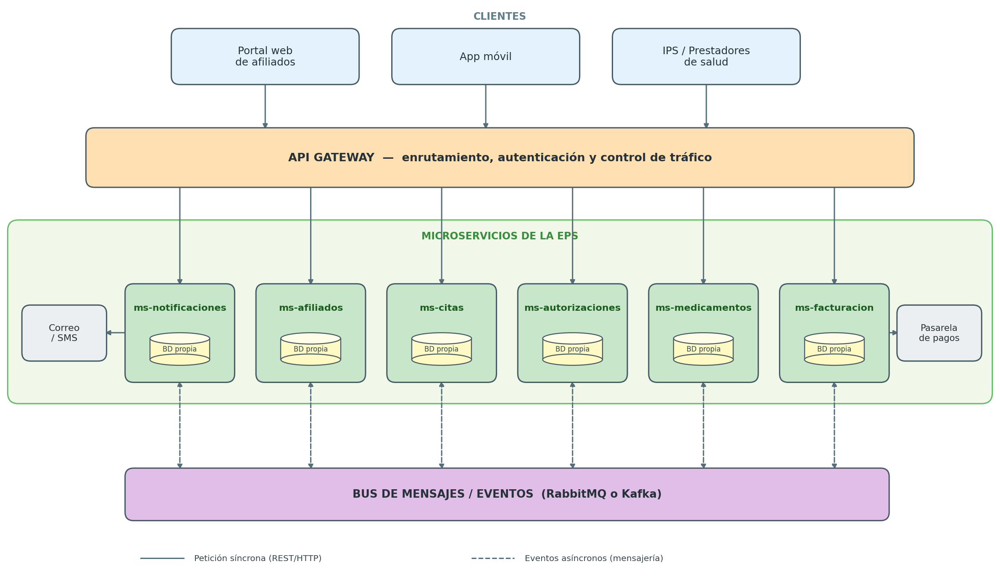 CLIENTES
Portal web
de afiliados
App móvil
IPS / Prestadores
de salud
API GATEWAY — enrutamiento, autenticación y control de tráfico
MICROSERVICIOS DE LA EPS
Correo
/ SMS
ms-notificaciones
BD propia
ms-afiliados
BD propia
ms-citas
BD propia
ms-autorizaciones
BD propia
ms-medicamentos
BD propia
ms-facturacion
BD propia
Pasarela
de pagos
BUS DE MENSAJES / EVENTOS (RabbitMQ o Kafka)
Petición síncrona (REST/HTTP)
Eventos asíncronos (mensajería)